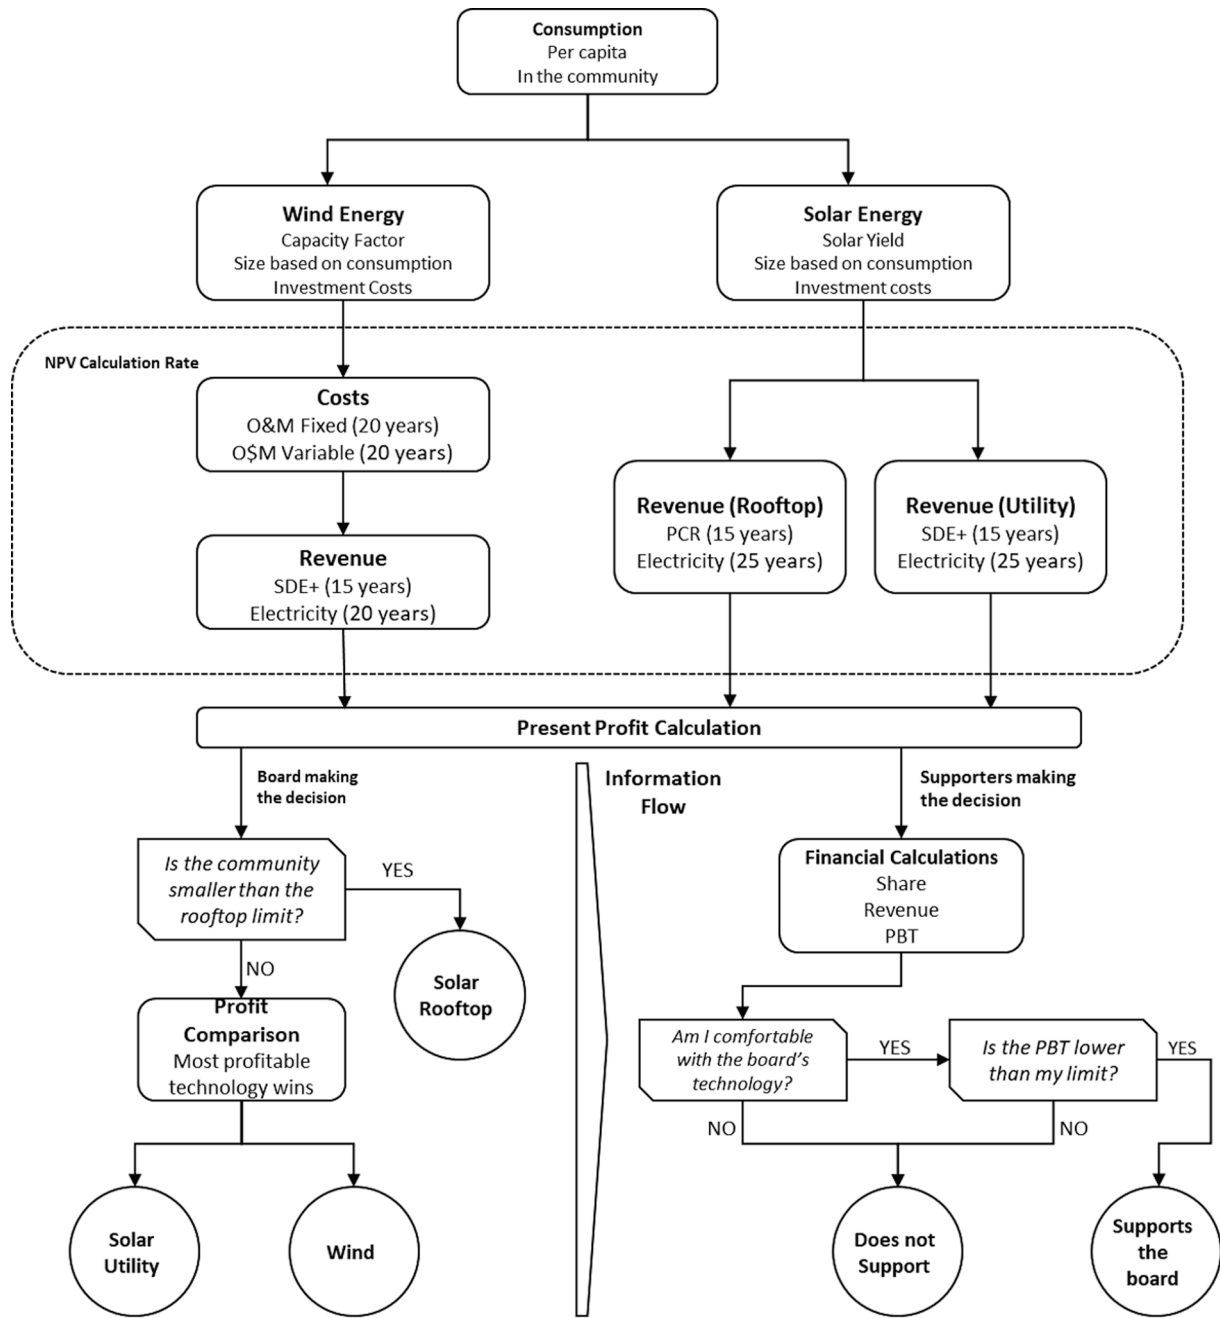 Consumption
Per capita
In the community
Wind Energy
Capacity Factor
Size based on consumption
Investment Costs
Solar Energy
Solar Yield
Size based on consumption
Investment costs
NPV Calculation Rate
Costs
O&M Fixed (20 years)
O$M Variable (20 years)
Revenue
SDE+ (15 years)
Electricity (20 years)
Revenue (Rooftop)
PCR (15 years)
Electricity (25 years)
Revenue (Utility)
SDE+ (15 years)
Electricity (25 years)
Present Profit Calculation
Board making
the decision
Is the community
smaller than the
rooftop limit?
YES
Solar
Rooftop
NO
Profit
Comparison
Most profitable
technology wins
Solar
Utility
Wind
Information
Flow
Supporters making
the decision
Financial Calculations
Share
Revenue
PBT
Am I comfortable
with the board's
technology?
YES
Is the PBT lower
than my limit?
YES
NO
NO
Does not
Support
Supports
the
board